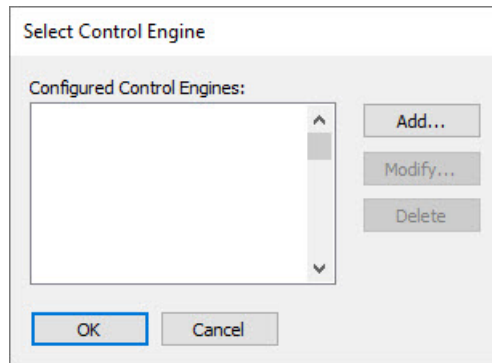 Select Control Engine
Configured Control Engines:
Add...
Modify...
Delete
OK Cancel